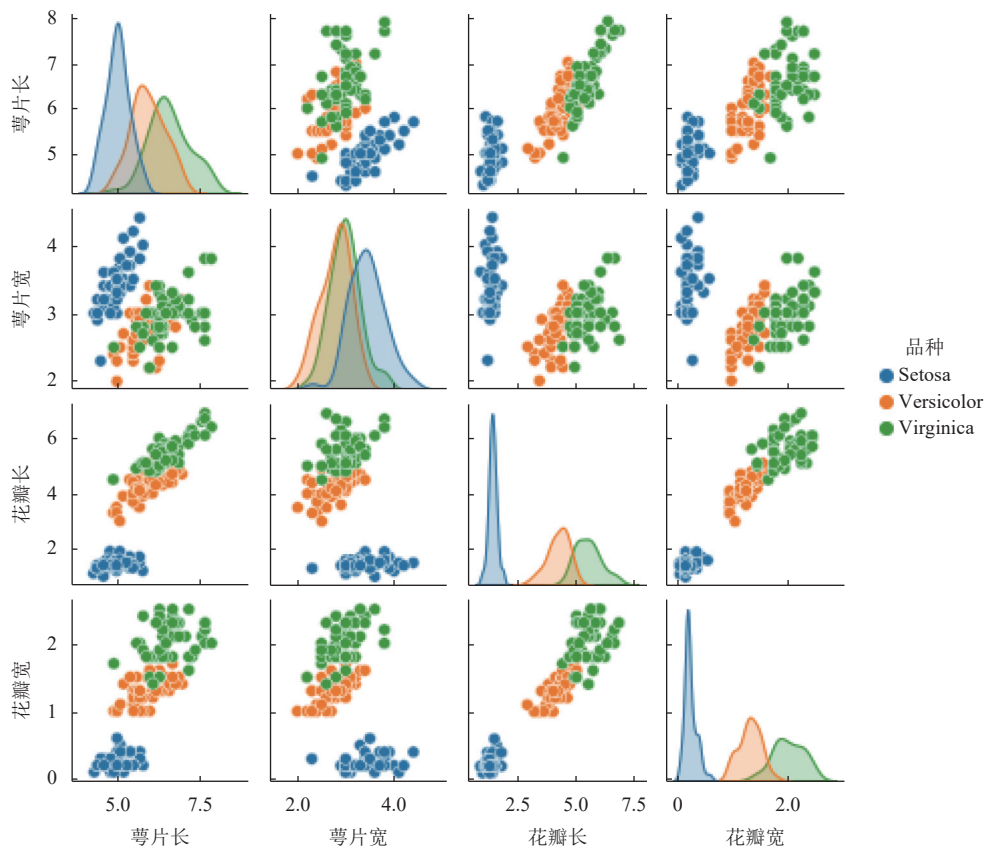 萼片长
8
7
6
5
萼片宽
4
3
2
花瓣长
6
4
2
花瓣宽
2
1
0
5.0 7.5
2.0 4.0
2.5 5.0 7.5
0 2.0
萼片长
萼片宽
花瓣长
花瓣宽
品种
Setosa
Versicolor
Virginica